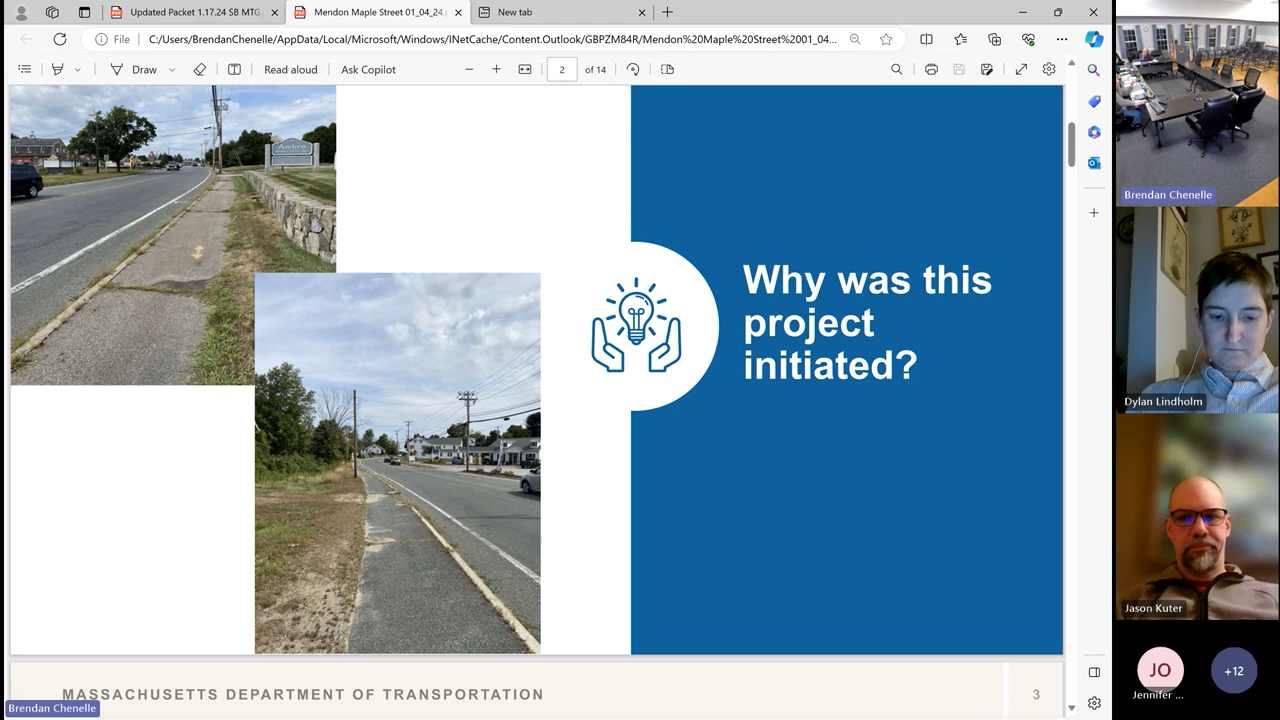 Updated Packet 1.17.24 SB MTG.
Mendon Maple Street 01_04_24
New tab
File
C:/Users/BrendanChenelle/AppData/Local/Microsoft/Windows/INetCache/Content.Outlook/GBPZM84R/Mendon%20Maple%20Street%2001_04...
Draw
Read aloud
Ask Copilot
2
of 14
Ambro
Why was this
project
initiated?
MASSACHUSETTS DEPARTMENT OF TRANSPORTATION
3
Brendan Chenelle
Brendan Chenelle
Dylan Lindholm
Jason Kuter
JO
Jennifer ...
+12